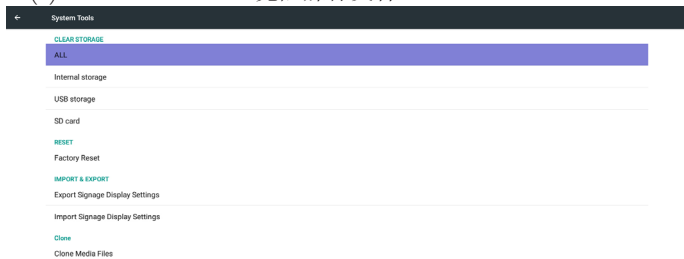 System Tools
CLEAR STORAGE
ALL
Internal storage
USB storage
SD card
RESET
Factory Reset
IMPORT & EXPORT
Export Signage Display Settings
Import Signage Display Settings
Clone
Clone Media Files